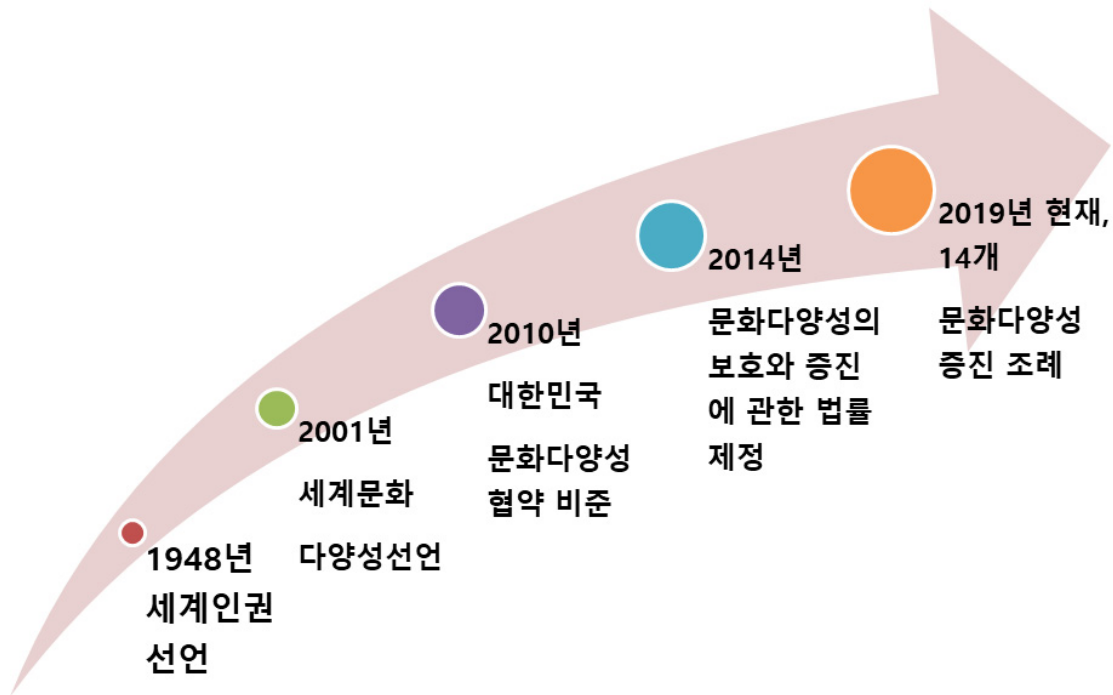 1948년
세계인권
선언
2001년
세계문화
다양성선언
2010년
대한민국
문화다양성
협약 비준
2014년
문화다양성의
보호와 증진
에 관한 법률
제정
2019년 현재,
14개
문화다양성
증진 조례